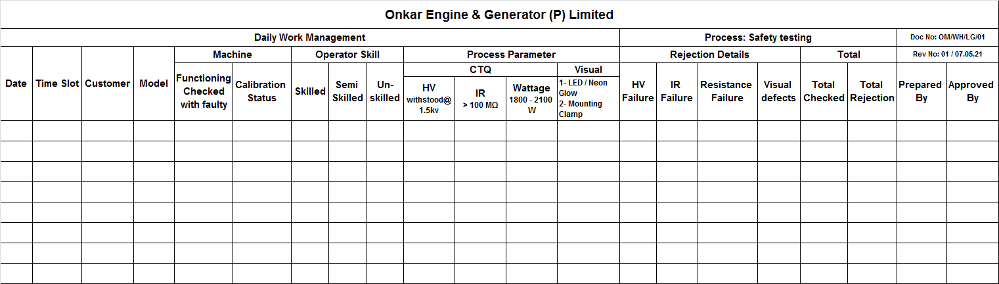 Onkar Engine & Generator (P) Limited
Daily Work Management
Process: Safety testing
Doc No: OM/WH/LG/01
Date
Time Slot
Customer
Model
Machine
Operator Skill
Process Parameter
Rejection Details
Total
Rev No: 01 / 07.05.21
Functioning
Checked
with faulty
Calibration
Status
Skilled
Semi
Skilled
Un-
skilled
CTQ
Visual
HV
withstood@
1.5kv
IR
> 100 MΩ
Wattage
1800 - 2100
W
1- LED / Neon
Glow
2- Mounting
Clamp
HV
Failure
IR
Failure
Resistance
Failure
Visual
defects
Total
Checked
Total
Rejection
Prepared
By
Approved
By